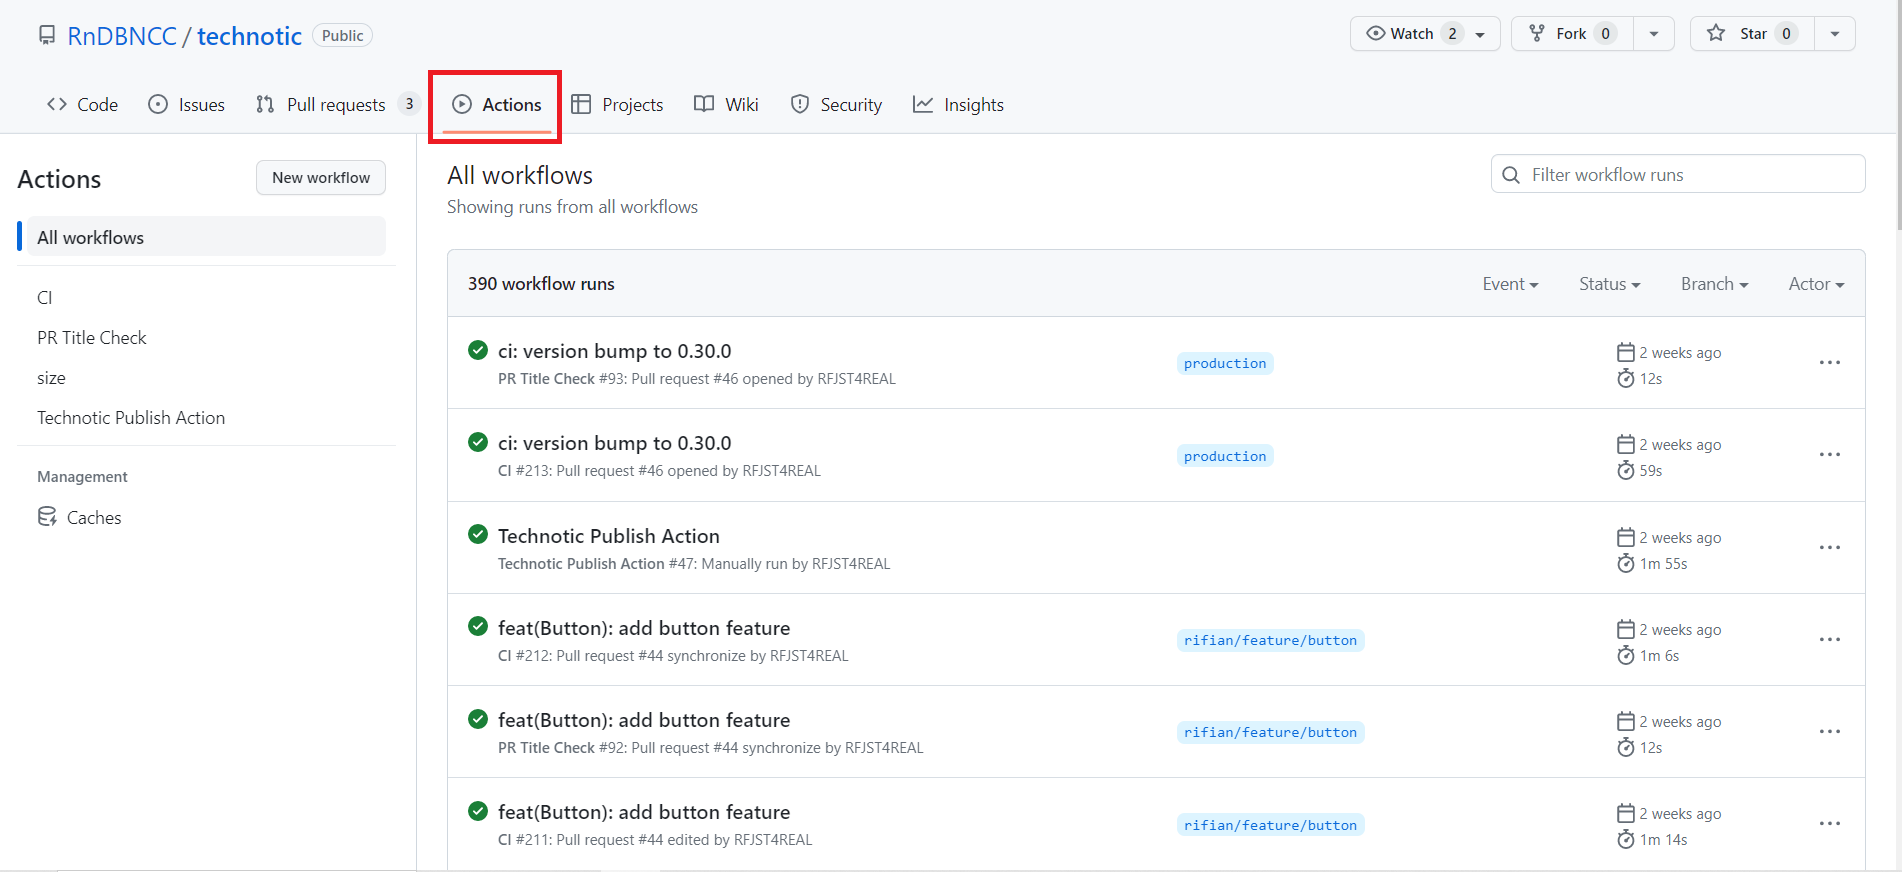 RnDBNCC / technotic Public
Watch 2 Fork 0 Star 0
Code Issues Pull requests 3 Actions Projects Wiki Security Insights
Actions
New workflow
All workflows
CI
PR Title Check
size
Technotic Publish Action
Management
Caches
All workflows
Showing runs from all workflows
Filter workflow runs
390 workflow runs
Event Status Branch Actor
ci: version bump to 0.30.0
PR Title Check #93: Pull request #46 opened by RFJST4REAL
production
2 weeks ago
12s
ci: version bump to 0.30.0
CI #213: Pull request #46 opened by RFJST4REAL
production
2 weeks ago
59s
Technotic Publish Action
Technotic Publish Action #47: Manually run by RFJST4REAL
2 weeks ago
1m 55s
feat(Button): add button feature
CI #212: Pull request #44 synchronize by RFJST4REAL
rifian/feature/button
2 weeks ago
1m 6s
feat(Button): add button feature
PR Title Check #92: Pull request #44 synchronize by RFJST4REAL
rifian/feature/button
2 weeks ago
12s
feat(Button): add button feature
CI #211: Pull request #44 edited by RFJST4REAL
rifian/feature/button
2 weeks ago
1m 14s